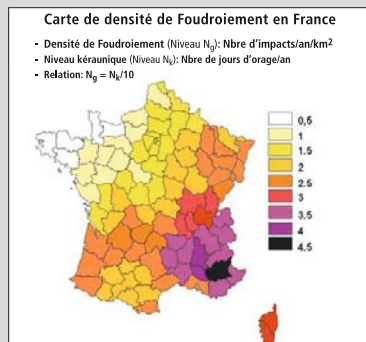 Carte de densité de Foudroiement en France
- Densité de Foudroiement (Niveau Ng): Nbre d'impacts/an/km²
- Niveau kéraunique (Niveau Nk): Nbre de jours d'orage/an
- Relation: Ng = Nk/10
0,5
1
1.5
2
2.5
3
3.5
4
4.5